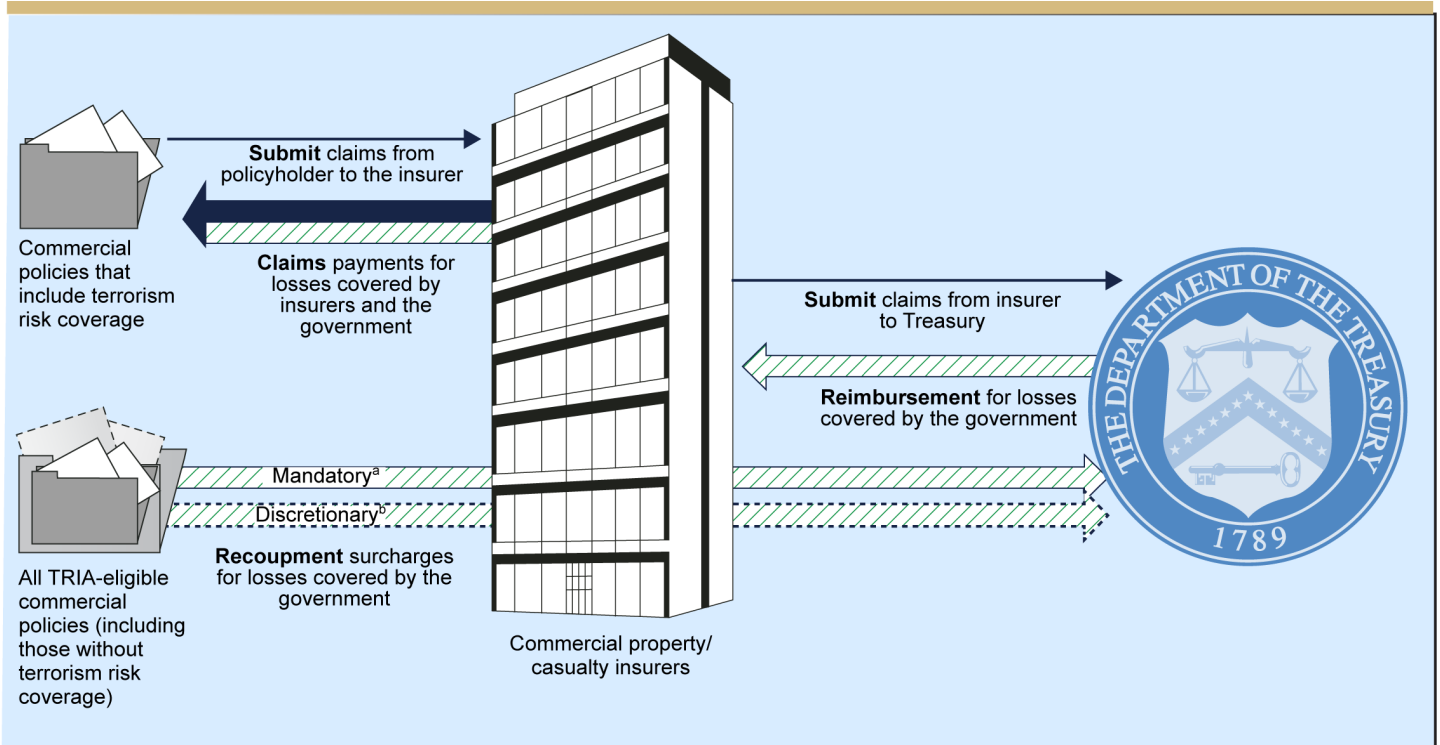 Submit claims from
policyholder to the insurer
Commercial
policies that
include terrorism
risk coverage
Claims payments for
losses covered by
insurers and the
government
Submit claims from insurer
to Treasury
Reimbursement for losses
covered by the government
THE DEPARTMENT OF THE TREASURY
1789
Mandatoryᵃ
Discretionaryᵇ
Recoupment surcharges
for losses covered by the
government
All TRIA-eligible
commercial
policies (including
those without
terrorism risk
coverage)
Commercial property/
casualty insurers